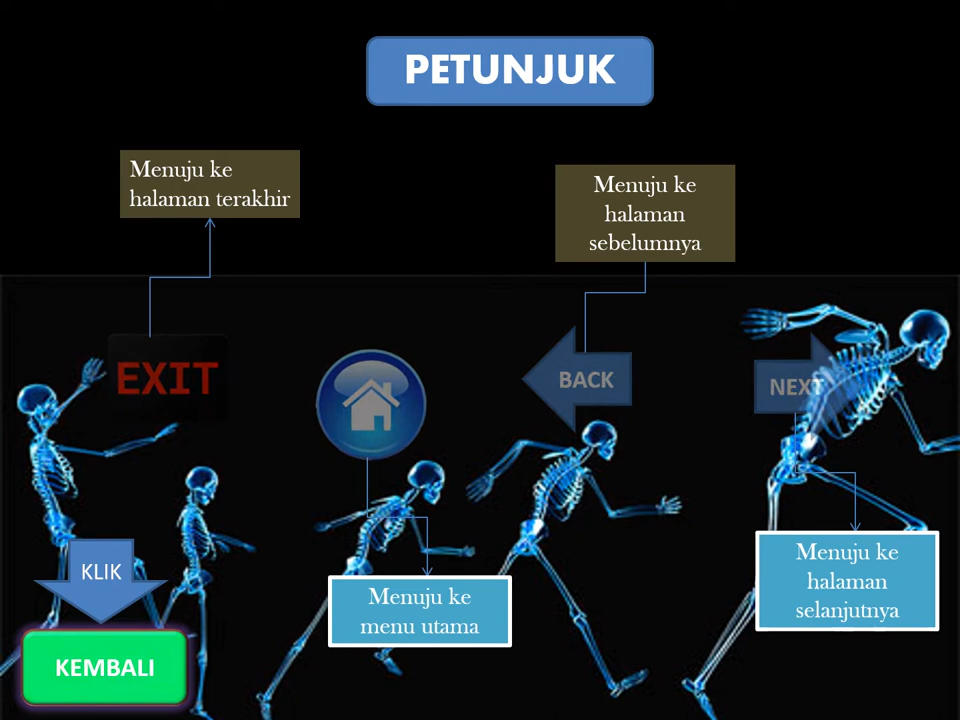 PETUNJUK
Menuju ke
halaman terakhir
Menuju ke
halaman
sebelumnya
EXIT
BACK
NEXT
KLIK
KEMBALI
Menuju ke
menu utama
Menuju ke
halaman
selanjutnya